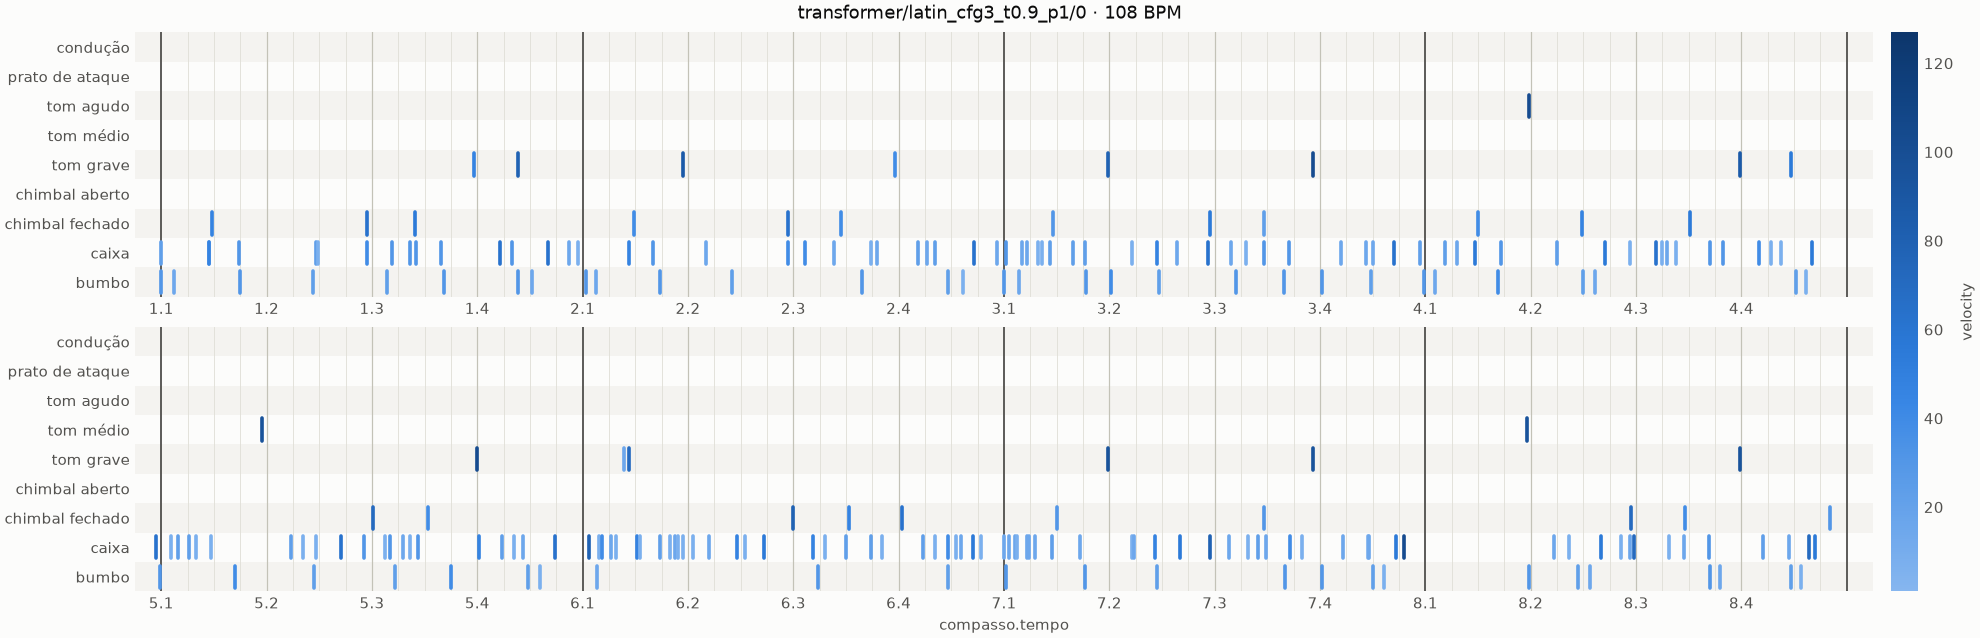 transformer/latin_cfg3_t0.9_p1/0 · 108 BPM
condução
prato de ataque
tom agudo
tom médio
tom grave
chimbal aberto
chimbal fechado
caixa
bumbo
1.1 1.2 1.3 1.4 2.1 2.2 2.3 2.4 3.1 3.2 3.3 3.4 4.1 4.2 4.3 4.4
condução
prato de ataque
tom agudo
tom médio
tom grave
chimbal aberto
chimbal fechado
caixa
bumbo
5.1 5.2 5.3 5.4 6.1 6.2 6.3 6.4 7.1 7.2 7.3 7.4 8.1 8.2 8.3 8.4
compasso.tempo
120
100
80
60
40
20
velocity